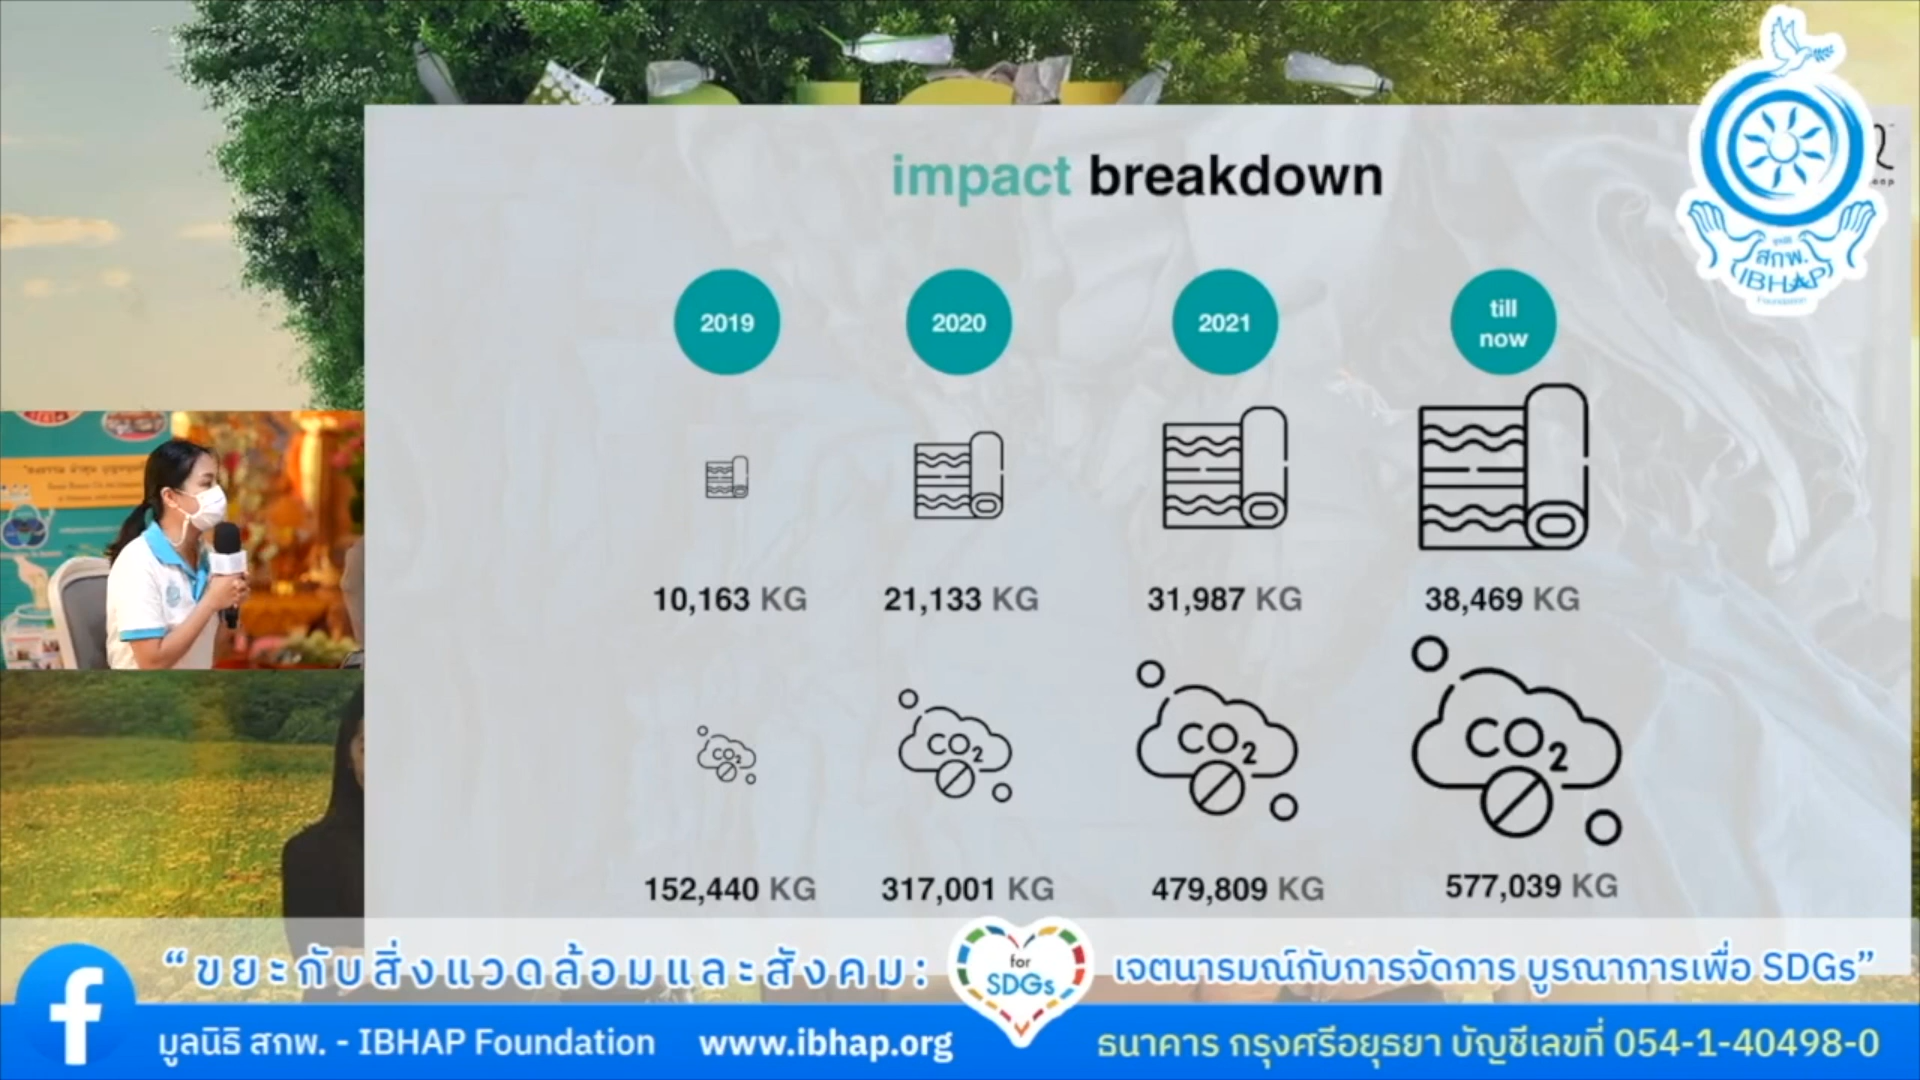 impact breakdown
2019
2020
2021
till
now
10,163 KG
21,133 KG
31,987 KG
38,469 KG
CO2
CO2
CO2
CO2
152,440 KG
317,001 KG
479,809 KG
577,039 KG
สกพ.
IBHAP
Foundation
“ขยะกับสิ่งแวดล้อมและสังคม:
for
SDGs
เจตนารมณ์กับการจัดการ บูรณาการเพื่อ SDGs”
มูลนิธิ สกพ. - IBHAP Foundation
www.ibhap.org
ธนาคาร กรุงศรีอยุธยา บัญชีเลขที่ 054-1-40498-0